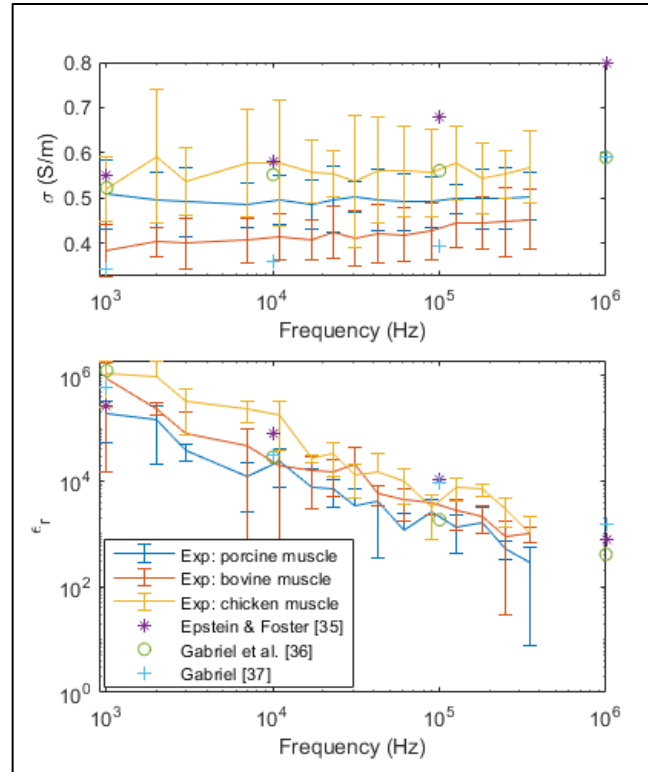 0.8
0.7
0.6
0.5
0.4
σ (S/m)
10³ 10⁴ 10⁵ 10⁶
Frequency (Hz)
10⁶
10⁴
10²
10⁰
ϵr
Exp: porcine muscle
Exp: bovine muscle
Exp: chicken muscle
Epstein & Foster [35]
Gabriel et al. [36]
Gabriel [37]
10³ 10⁴ 10⁵ 10⁶
Frequency (Hz)